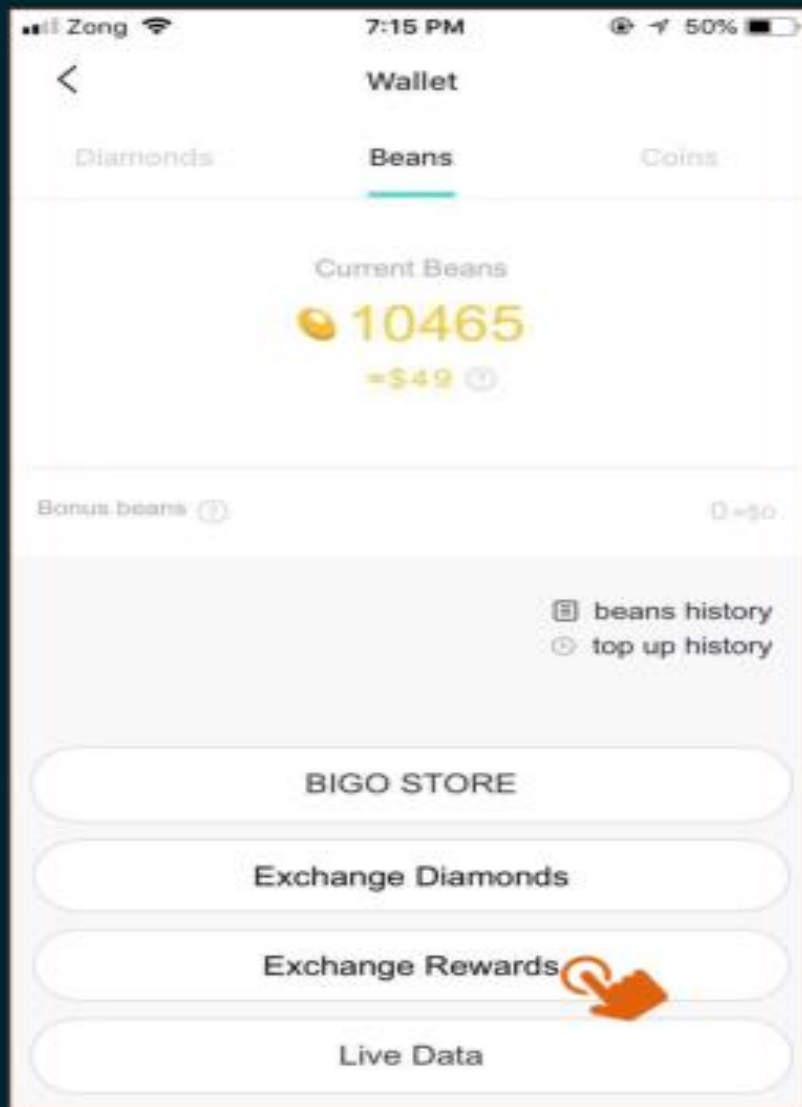 Zong 7:15 PM 50%
Wallet
Diamonds Beans Coins
Current Beans
10465
≈$49 ?
Bonus beans ? 0≈$0
beans history
top up history
BIGO STORE
Exchange Diamonds
Exchange Rewards
Live Data